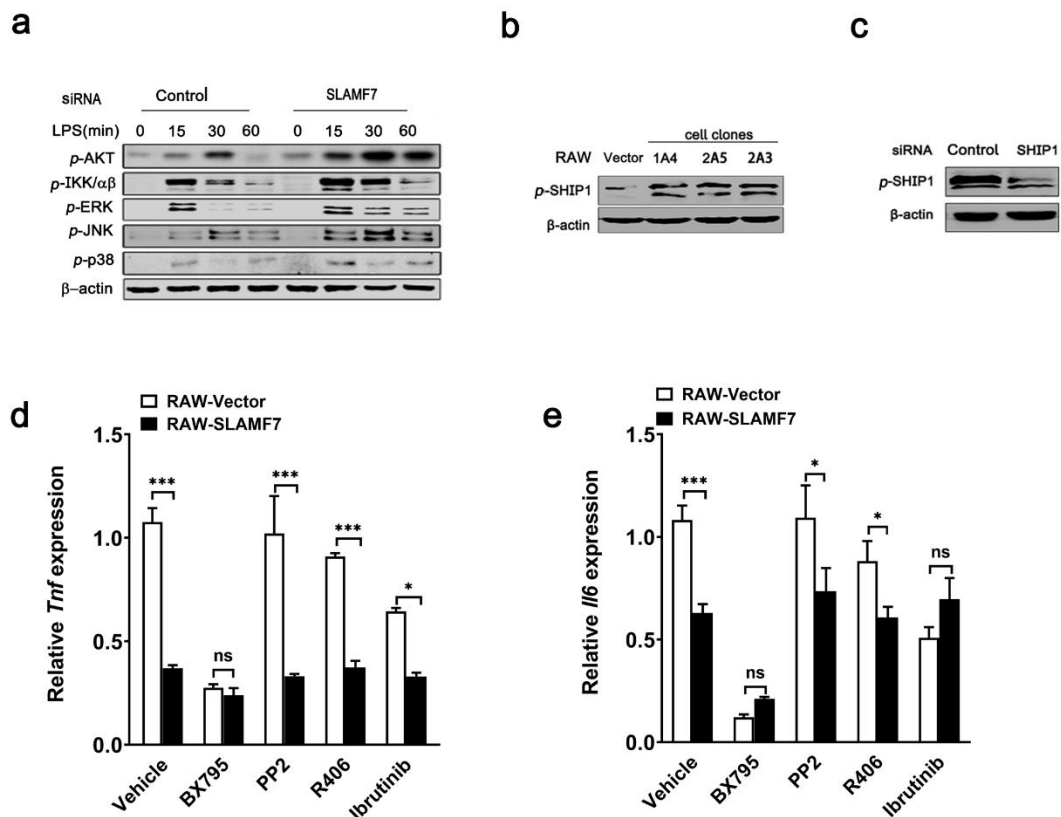 a
siRNA Control SLAMF7
LPS(min) 0 15 30 60 0 15 30 60
p-AKT
p-IKK/αβ
p-ERK
p-JNK
p-p38
β-actin
b
cell clones
RAW Vector 1A4 2A5 2A3
p-SHIP1
β-actin
c
siRNA Control SHIP1
p-SHIP1
β-actin
d
RAW-Vector
RAW-SLAMF7
Relative Tnf expression
1.5
1.0
0.5
0.0
***
ns
***
***
*
Vehicle
BX795
PP2
R406
Ibrutinib
e
RAW-Vector
RAW-SLAMF7
Relative Il6 expression
1.5
1.0
0.5
0.0
***
ns
*
*
ns
Vehicle
BX795
PP2
R406
Ibrutinib